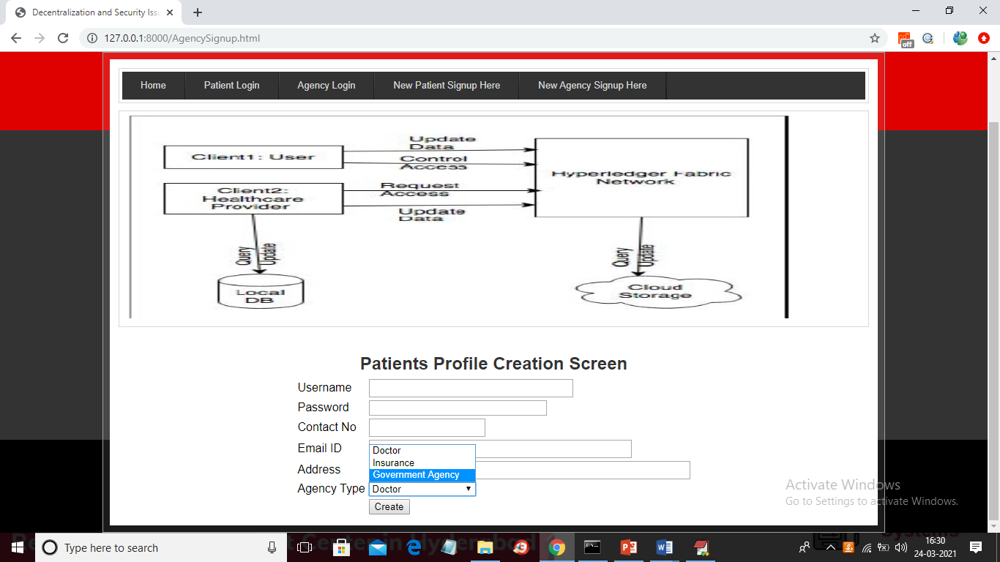 Decentralization and Security Iss
127.0.0.1:8000/AgencySignup.html
off
Home
Patient Login
Agency Login
New Patient Signup Here
New Agency Signup Here
Update
Data
Client1: User
Control
Access
Hyperledger Fabric
Network
Client2:
Healthcare
Provider
Request
Access
Update
Data
Query
Update
Query
Update
Local
DB
Cloud
Storage
Patients Profile Creation Screen
Username
Password
Contact No
Email ID
Doctor
Insurance
Address
Government Agency
Agency Type
Doctor
Create
Activate Windows
Go to Settings to activate Windows.
Systems
Type here to search
16:30
24-03-2021